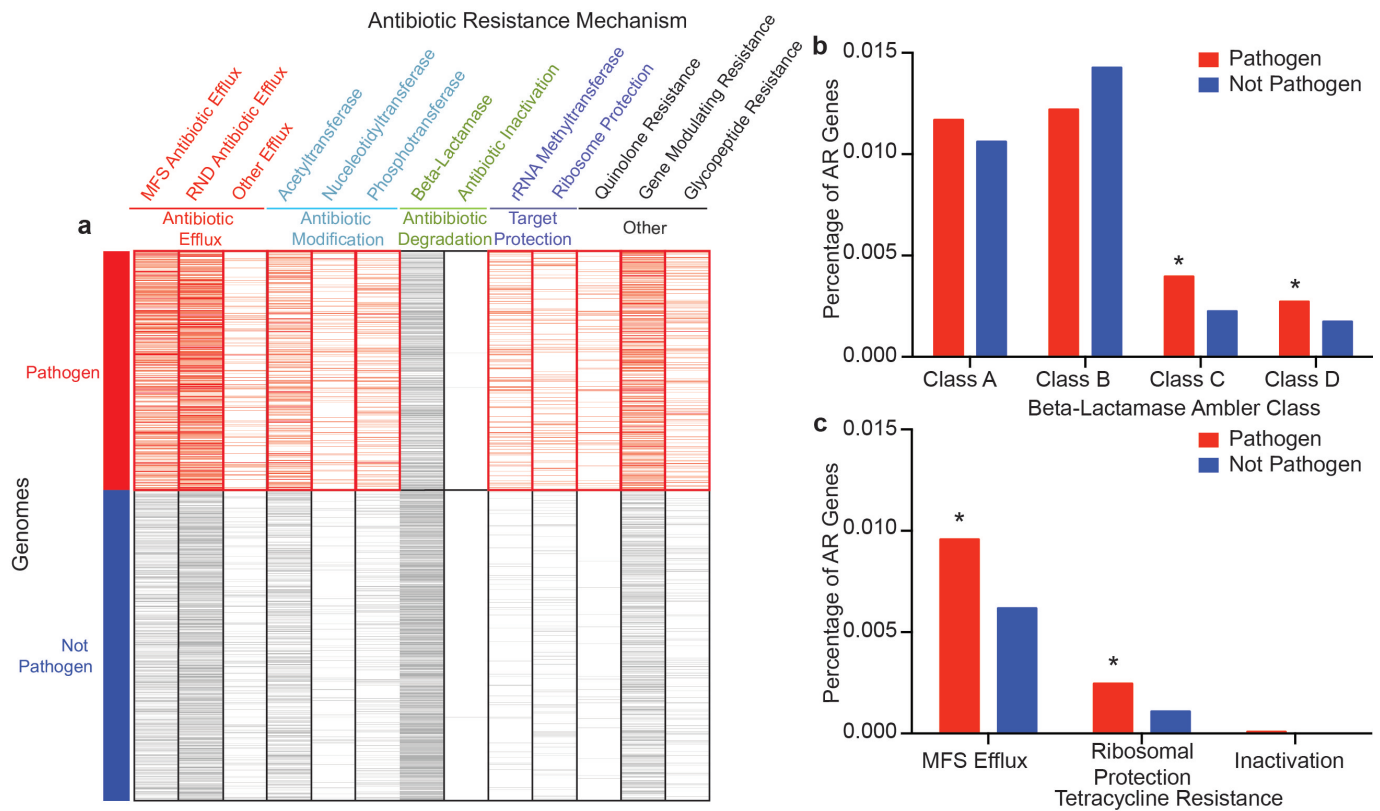 Antibiotic Resistance Mechanism
MFS Antibiotic Efflux
RND Antibiotic Efflux
Other Efflux
Acetyltransferase
Nuceleotidyltransferase
Phosphotransferase
Beta-Lactamase
Antibiotic Inactivation
rRNA Methyltransferase
Ribosome Protection
Quinolone Resistance
Gene Modulating Resistance
Glycopeptide Resistance
Antibiotic
Efflux
Antibiotic
Modification
Antibibiotic
Degradation
Target
Protection
Other
a
Pathogen
Genomes
Not
Pathogen
b
Percentage of AR Genes
0.015
0.010
0.005
0.000
Pathogen
Not Pathogen
*
*
Class A
Class B
Class C
Class D
Beta-Lactamase Ambler Class
c
Percentage of AR Genes
0.015
0.010
0.005
0.000
Pathogen
Not Pathogen
*
*
MFS Efflux
Ribosomal
Protection
Inactivation
Tetracycline Resistance